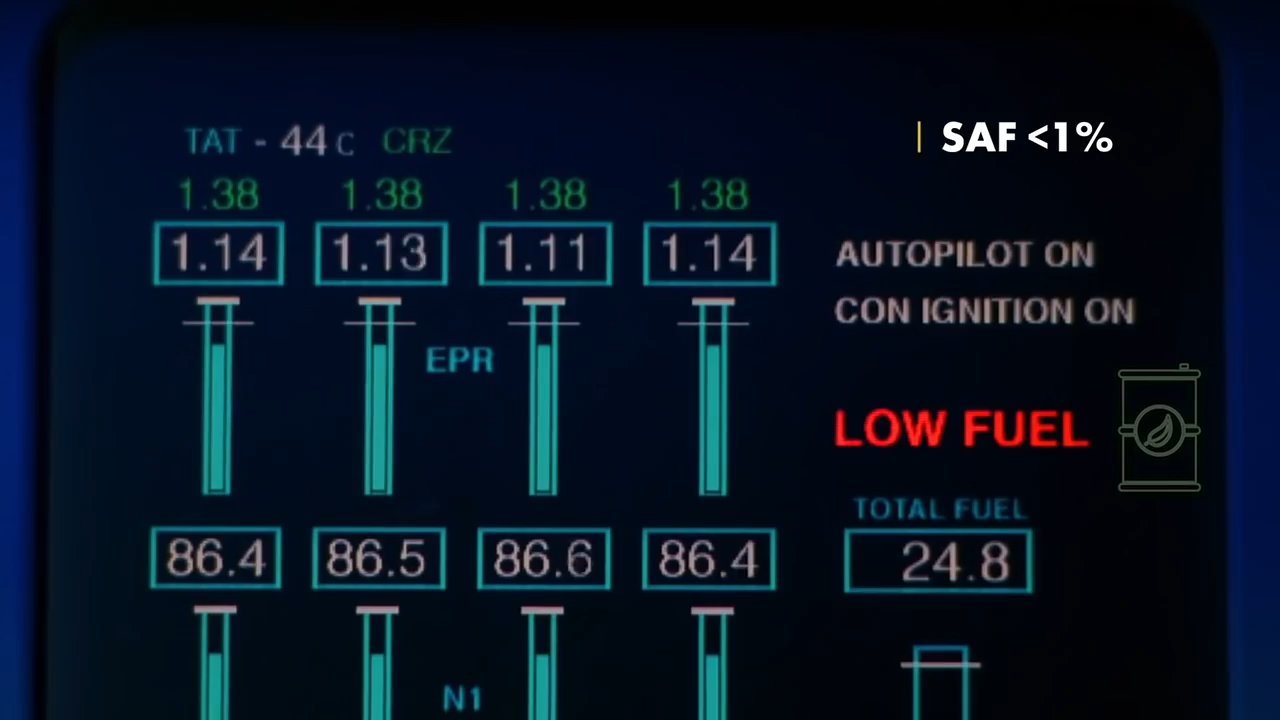 SAF <1%
TAT - 44 C CRZ
1.38 1.38 1.38 1.38
1.14 1.13 1.11 1.14
AUTOPILOT ON
CON IGNITION ON
EPR
LOW FUEL
TOTAL FUEL
86.4 86.5 86.6 86.4 24.8
N1